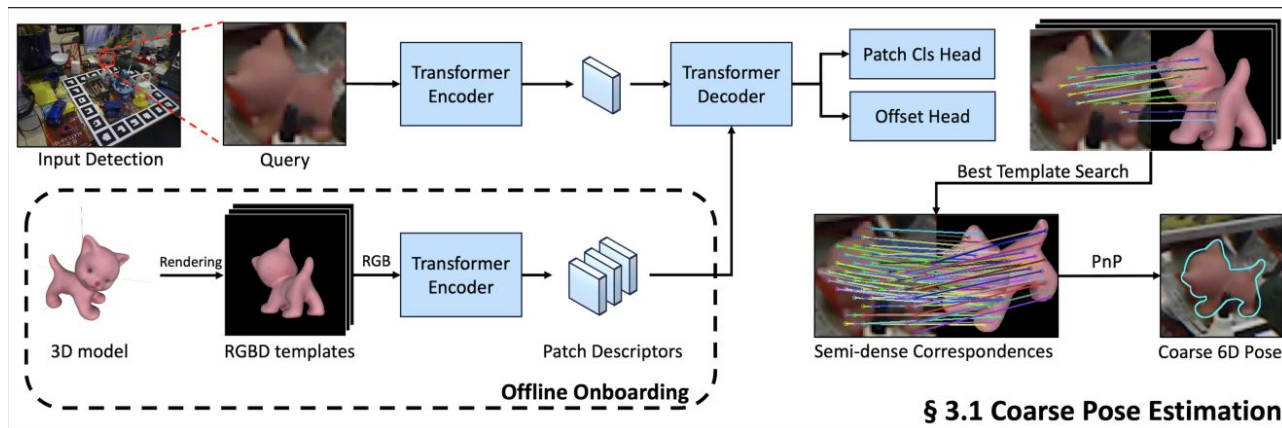 Input Detection
Query
Transformer
Encoder
Transformer
Decoder
Patch Cls Head
Offset Head
Best Template Search
3D model
Rendering
RGBD templates
RGB
Transformer
Encoder
Patch Descriptors
Offline Onboarding
Semi-dense Correspondences
PnP
Coarse 6D Pose
§ 3.1 Coarse Pose Estimation